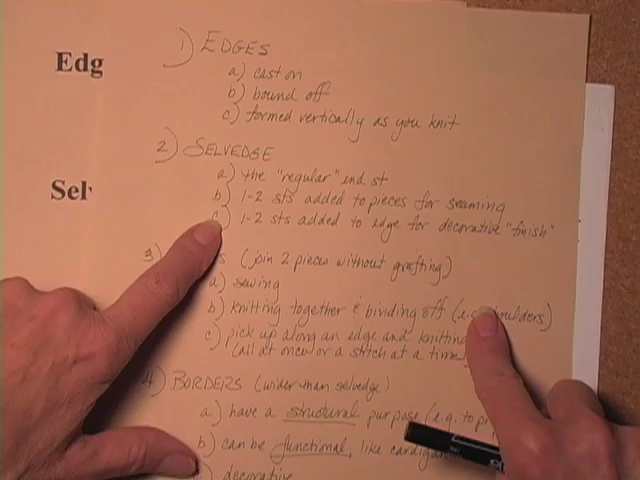 Edg
Sel
1) EDGES
a) cast on
b) bound off
c) formed vertically as you knit
2) SELVEDGE
a) the "regular" end st
b) 1-2 sts added to pieces for seaming
c) 1-2 sts added to edge for decorative "finish"
3) (join 2 pieces without grafting)
a) sewing
b) knitting together & binding off
c) pick up along an edge and knitting
(all at once or a stitch at a time)
4) BORDERS (wider than selvedge)
a) have a structural purpose (e.g. to
b) can be functional, like
decorative